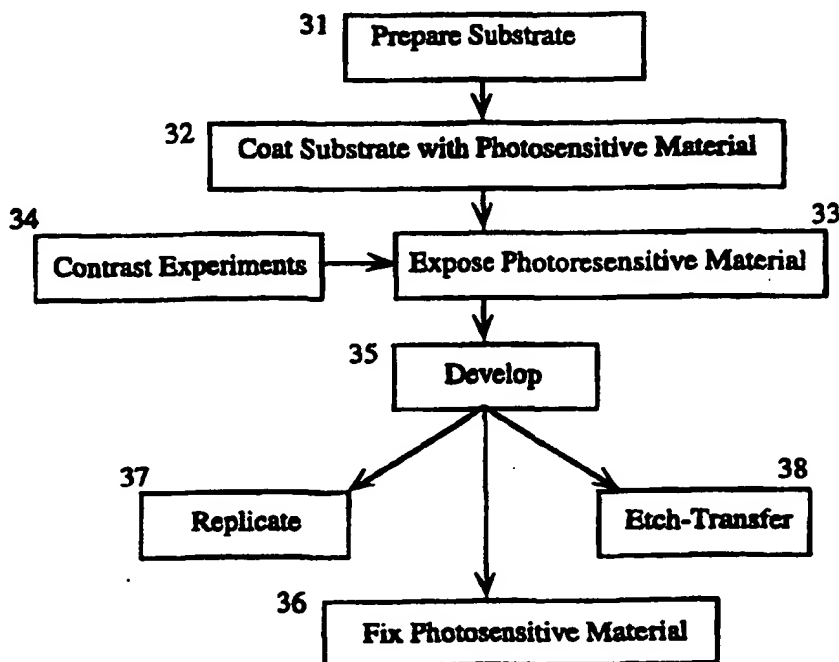 31
Prepare Substrate
32
Coat Substrate with Photosensitive Material
34
33
Contrast Experiments
Expose Photoresensitive Material
35
Develop
37
38
Replicate
Etch-Transfer
36
Fix Photosensitive Material